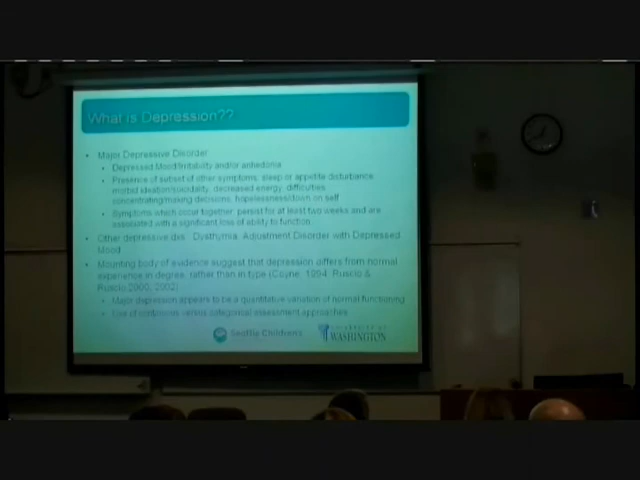 What is Depression??
• Major Depressive Disorder
• Depressed Mood/Irritability and/or anhedonia
• Presence of subset of other symptoms, sleep or appetite disturbance,
morbid ideation/suicidality, decreased energy, difficulties
concentrating/making decisions, hopelessness/down on self
• Symptoms which occur together, persist for at least two weeks and are
associated with a significant loss of ability to function
• Other depressive dxs: Dysthymia, Adjustment Disorder with Depressed
Mood
• Mounting body of evidence suggest that depression differs from normal
experience in degree, rather than in type (Coyne, 1994, Ruscio &
Ruscio 2000, 2002)
• Major depression appears to be a quantitative variation of normal functioning
• Use of continuous versus categorical assessment approaches
Seattle Children's
UNIVERSITY OF
WASHINGTON